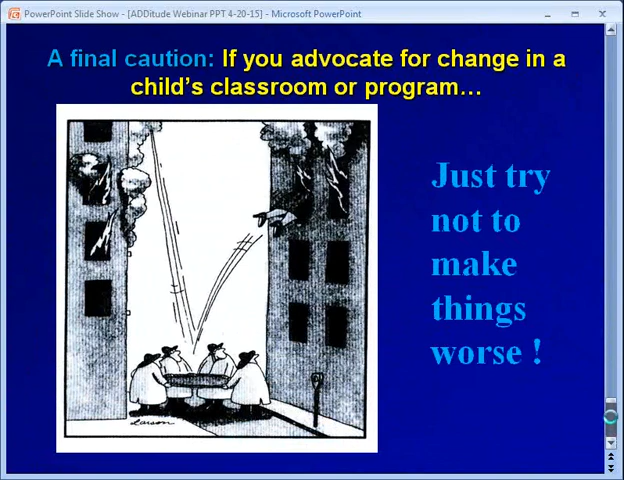 PowerPoint Slide Show - [ADDitude Webinar PPT 4-20-15] - Microsoft PowerPoint
A final caution: If you advocate for change in a
child’s classroom or program…
Just try
not to
make
things
worse !
Larson